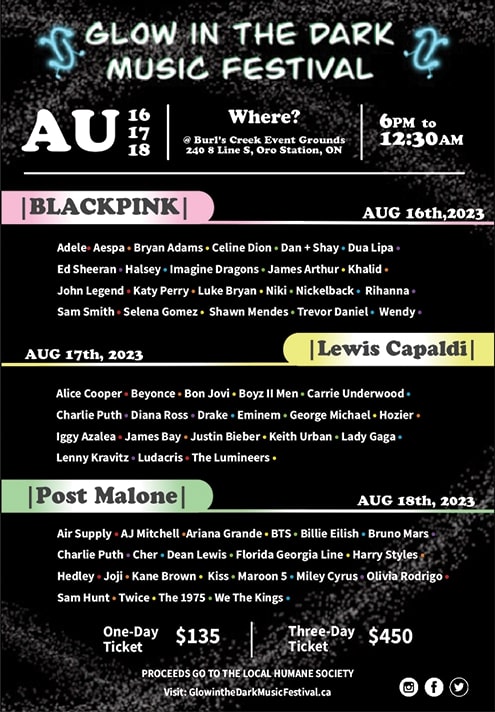 GLOW IN THE DARK
MUSIC FESTIVAL
AU 16 17 18
Where?
@ Burl's Creek Event Grounds
240 8 Line S, Oro Station, ON
6PM to
12:30AM
|BLACKPINK|
AUG 16th,2023
Adele • Aespa • Bryan Adams • Celine Dion • Dan + Shay • Dua Lipa •
Ed Sheeran • Halsey • Imagine Dragons • James Arthur • Khalid •
John Legend • Katy Perry • Luke Bryan • Niki • Nickelback • Rihanna •
Sam Smith • Selena Gomez • Shawn Mendes • Trevor Daniel • Wendy •
AUG 17th, 2023
|Lewis Capaldi|
Alice Cooper • Beyonce • Bon Jovi • Boyz II Men • Carrie Underwood •
Charlie Puth • Diana Ross • Drake • Eminem • George Michael • Hozier •
Iggy Azalea • James Bay • Justin Bieber • Keith Urban • Lady Gaga •
Lenny Kravitz • Ludacris • The Lumineers •
|Post Malone|
AUG 18th, 2023
Air Supply • AJ Mitchell •Ariana Grande • BTS • Billie Eilish • Bruno Mars •
Charlie Puth • Cher • Dean Lewis • Florida Georgia Line • Harry Styles •
Hedley • Joji • Kane Brown • Kiss • Maroon 5 • Miley Cyrus • Olivia Rodrigo •
Sam Hunt • Twice • The 1975 • We The Kings •
One-Day
Ticket
$135
Three-Day
Ticket
$450
PROCEEDS GO TO THE LOCAL HUMANE SOCIETY
Visit: GlowintheDarkMusicFestival.ca